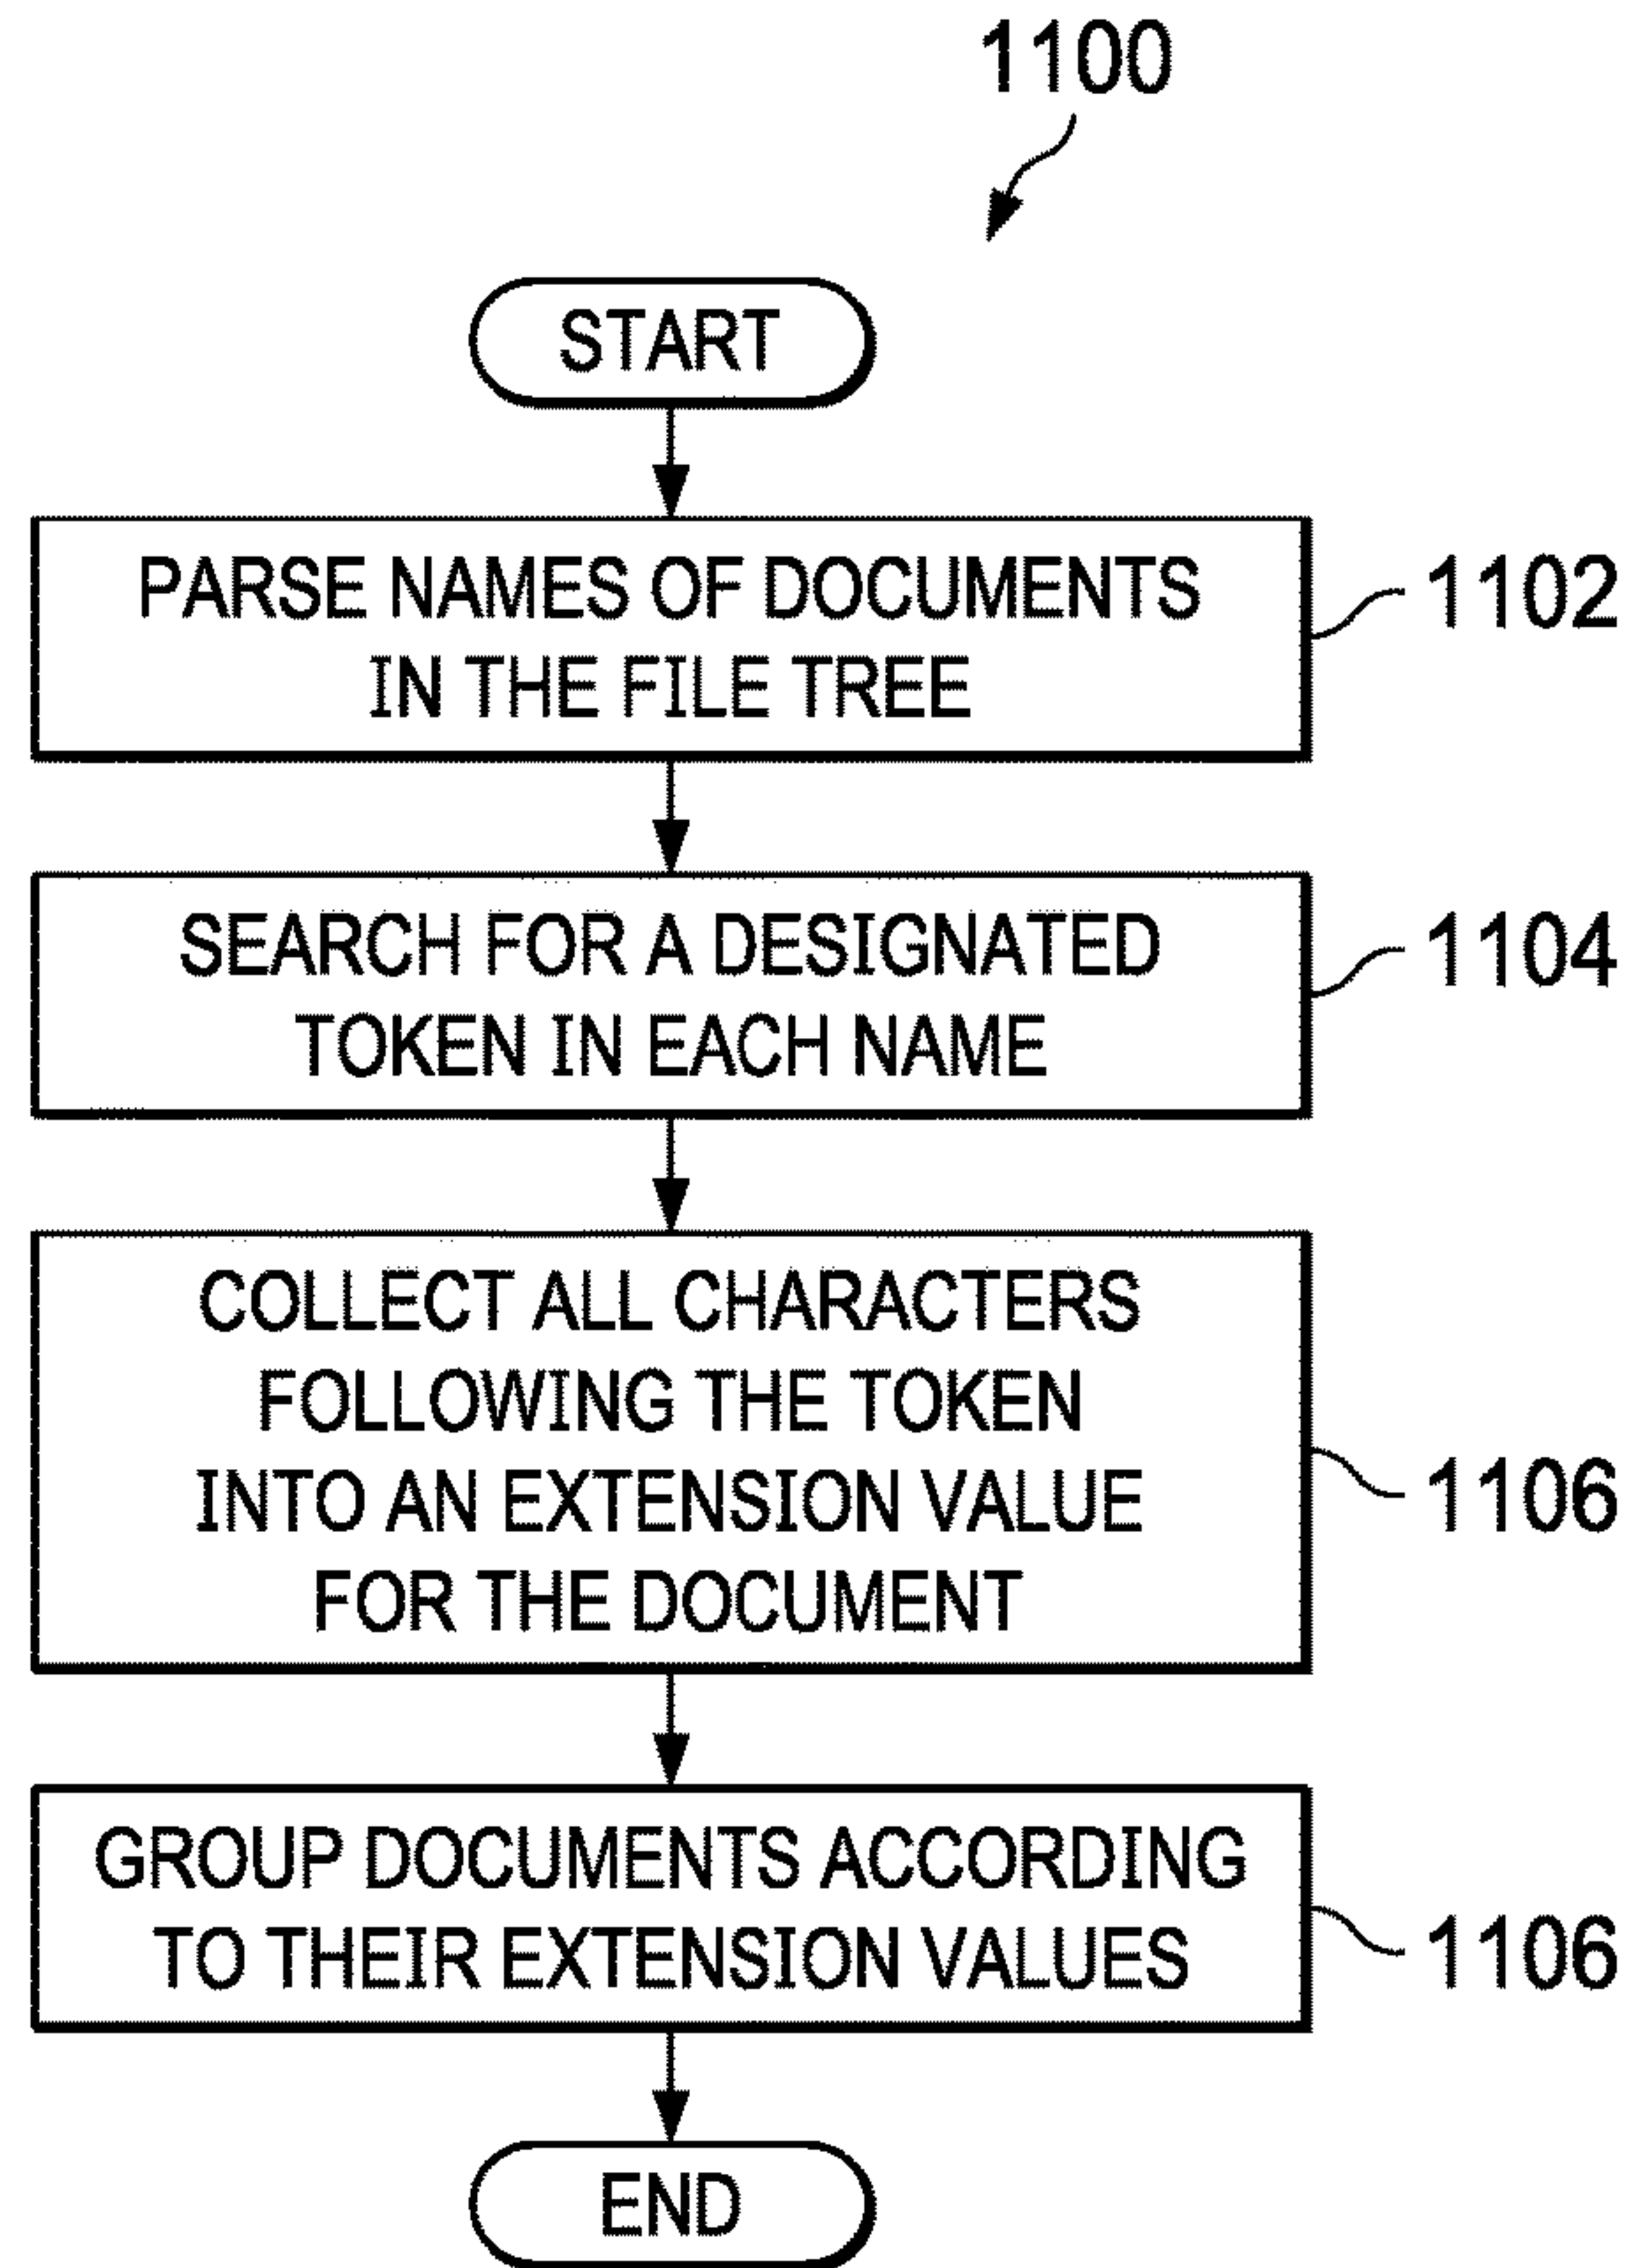 1100
START
PARSE NAMES OF DOCUMENTS
IN THE FILE TREE
1102
SEARCH FOR A DESIGNATED
TOKEN IN EACH NAME
1104
COLLECT ALL CHARACTERS
FOLLOWING THE TOKEN
INTO AN EXTENSION VALUE
FOR THE DOCUMENT
1106
GROUP DOCUMENTS ACCORDING
TO THEIR EXTENSION VALUES
1106
END